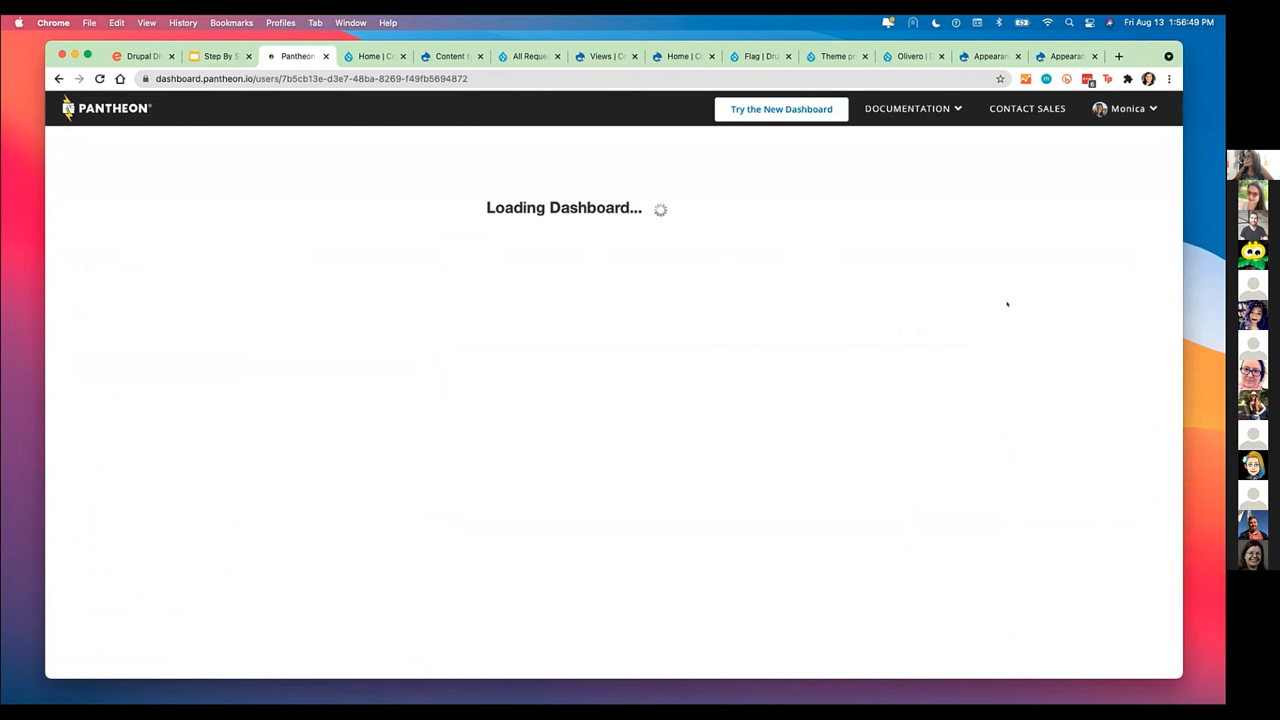 Chrome File Edit View History Bookmarks Profiles Tab Window Help Fri Aug 13 1:56:49 PM
Drupal Di Step By S Pantheon Home | C Content t All Reque Views | C Home | C Flag | Dru Theme p Olivero | Appearan Appearan
dashboard.pantheon.io/users/7b5cb13e-d3e7-48ba-8269-f49fb5694872
PANTHEON Try the New Dashboard DOCUMENTATION CONTACT SALES Monica
Loading Dashboard...